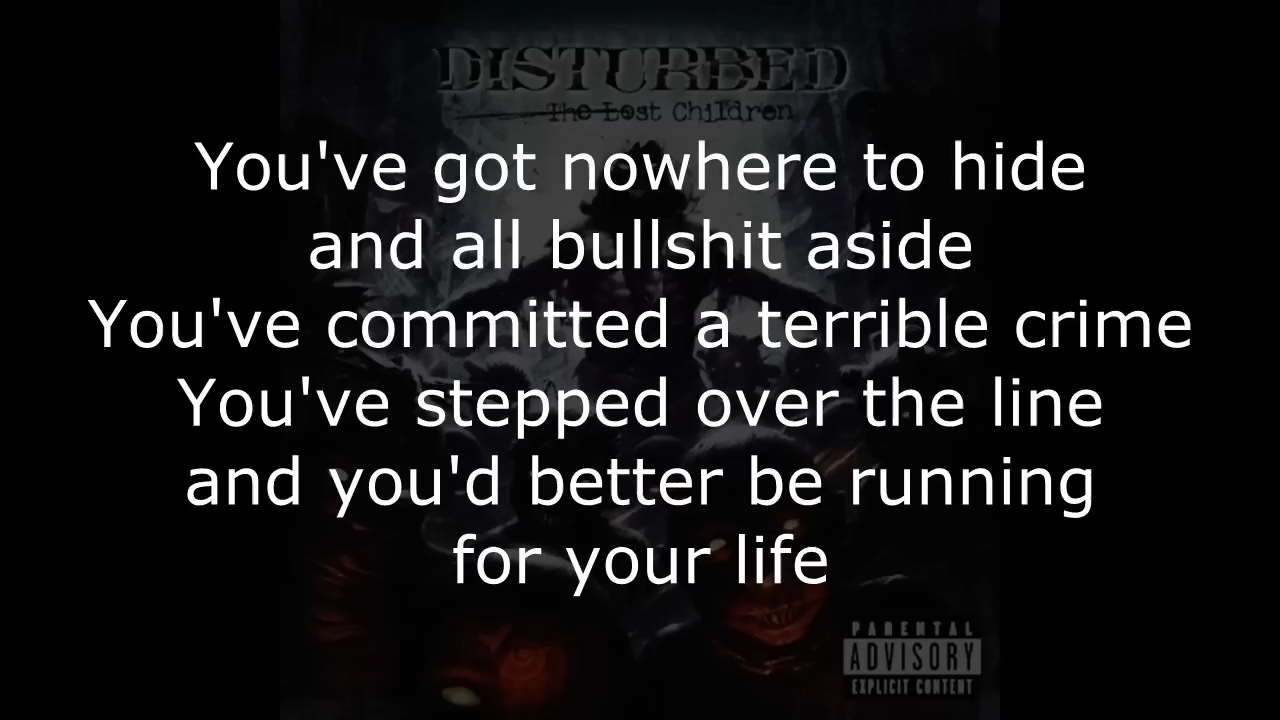 DISTURBED
The Lost Children
You've got nowhere to hide
and all bullshit aside
You've committed a terrible crime
You've stepped over the line
and you'd better be running
for your life
PARENTAL
ADVISORY
EXPLICIT CONTENT